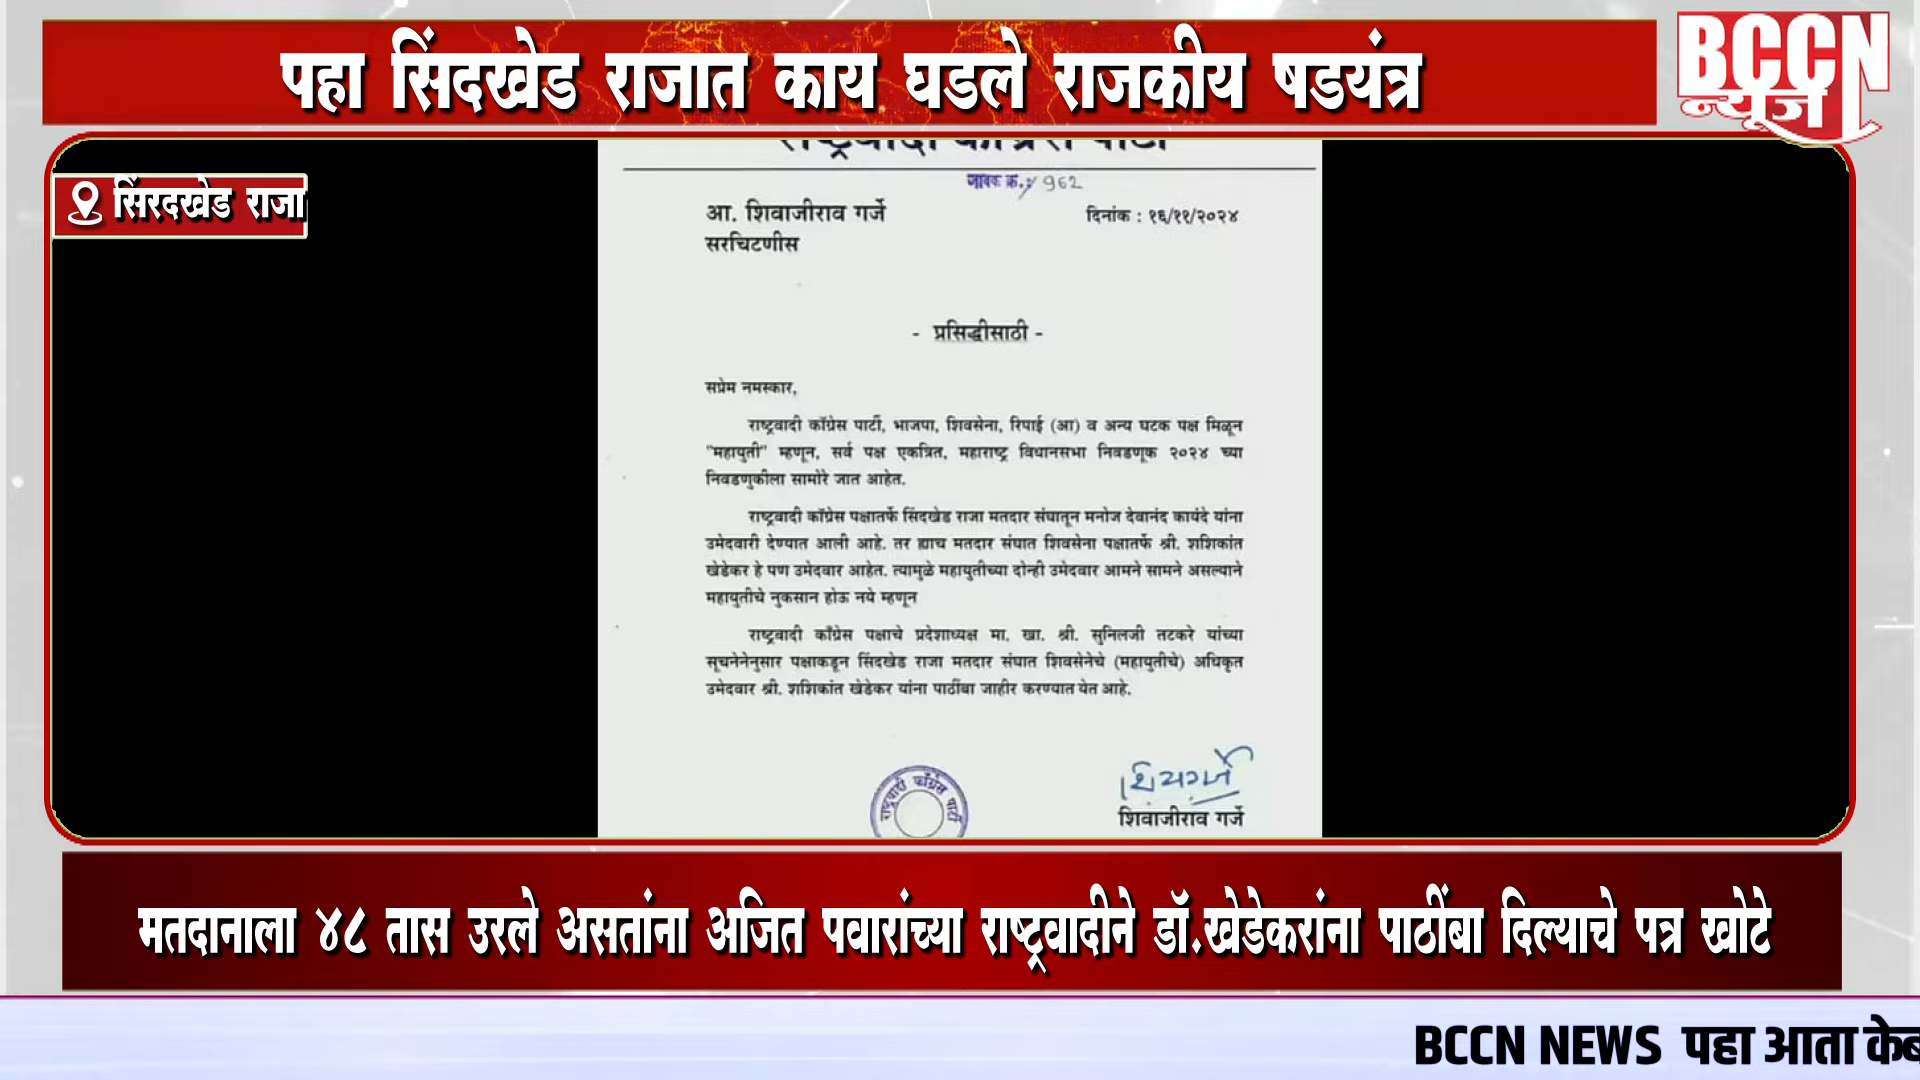 पहा सिंदखेड राजात काय घडले राजकीय षडयंत्र
BCCN
न्यूज
सिंरदखेड राजा
राष्ट्रवादी काँग्रेस पार्टी
जावक क्र.: 962
आ. शिवाजीराव गर्जे
दिनांक : १६/११/२०२४
सरचिटणीस
- प्रसिद्धीसाठी -
सप्रेम नमस्कार,
राष्ट्रवादी काँग्रेस पार्टी, भाजपा, शिवसेना, रिपाई (आ) व अन्य घटक पक्ष मिळून
"महायुती" म्हणून, सर्व पक्ष एकत्रित, महाराष्ट्र विधानसभा निवडणूक २०२४ च्या
निवडणुकीला सामोरे जात आहेत.
राष्ट्रवादी काँग्रेस पक्षातर्फे सिंदखेड राजा मतदार संघातून मनोज देवानंद कायंदे यांना
उमेदवारी देण्यात आली आहे. तर ह्याच मतदार संघात शिवसेना पक्षातर्फे श्री. शशिकांत
खेडेकर हे पण उमेदवार आहेत. त्यामुळे महायुतीच्या दोन्ही उमेदवार आमने सामने असल्याने
महायुतीचे नुकसान होऊ नये म्हणून
राष्ट्रवादी काँग्रेस पक्षाचे प्रदेशाध्यक्ष मा. खा. श्री. सुनिलजी तटकरे यांच्या
सूचनेनेनुसार पक्षाकडून सिंदखेड राजा मतदार संघात शिवसेनेचे (महायुतीचे) अधिकृत
उमेदवार श्री. शशिकांत खेडेकर यांना पाठींबा जाहीर करण्यात येत आहे.
राष्ट्रवादी काँग्रेस पार्टी
शिवाजीराव गर्जे
मतदानाला ४८ तास उरले असतांना अजित पवारांच्या राष्ट्रवादीने डॉ.खेडेकरांना पाठींबा दिल्याचे पत्र खोटे
BCCN NEWS पहा आता